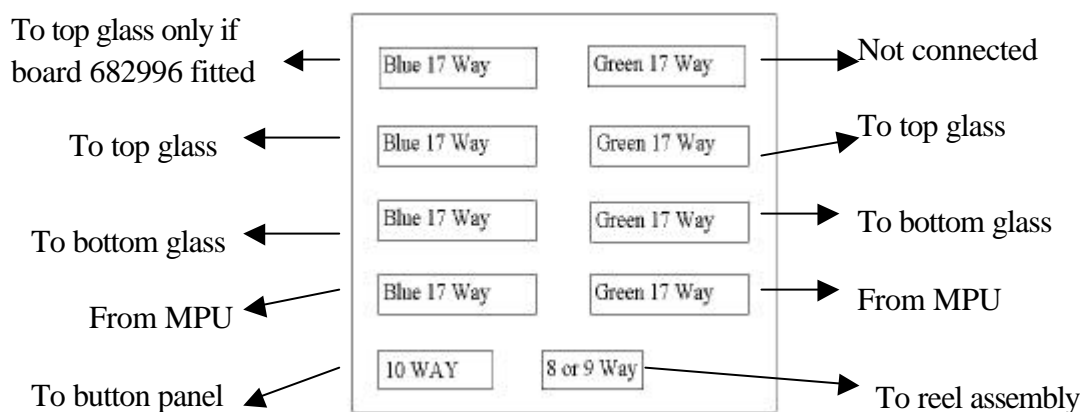 To top glass only if
board 682996 fitted
Blue 17 Way
Green 17 Way
Not connected
To top glass
Blue 17 Way
Green 17 Way
To top glass
To bottom glass
Blue 17 Way
Green 17 Way
To bottom glass
From MPU
Blue 17 Way
Green 17 Way
From MPU
To button panel
10 WAY
8 or 9 Way
To reel assembly